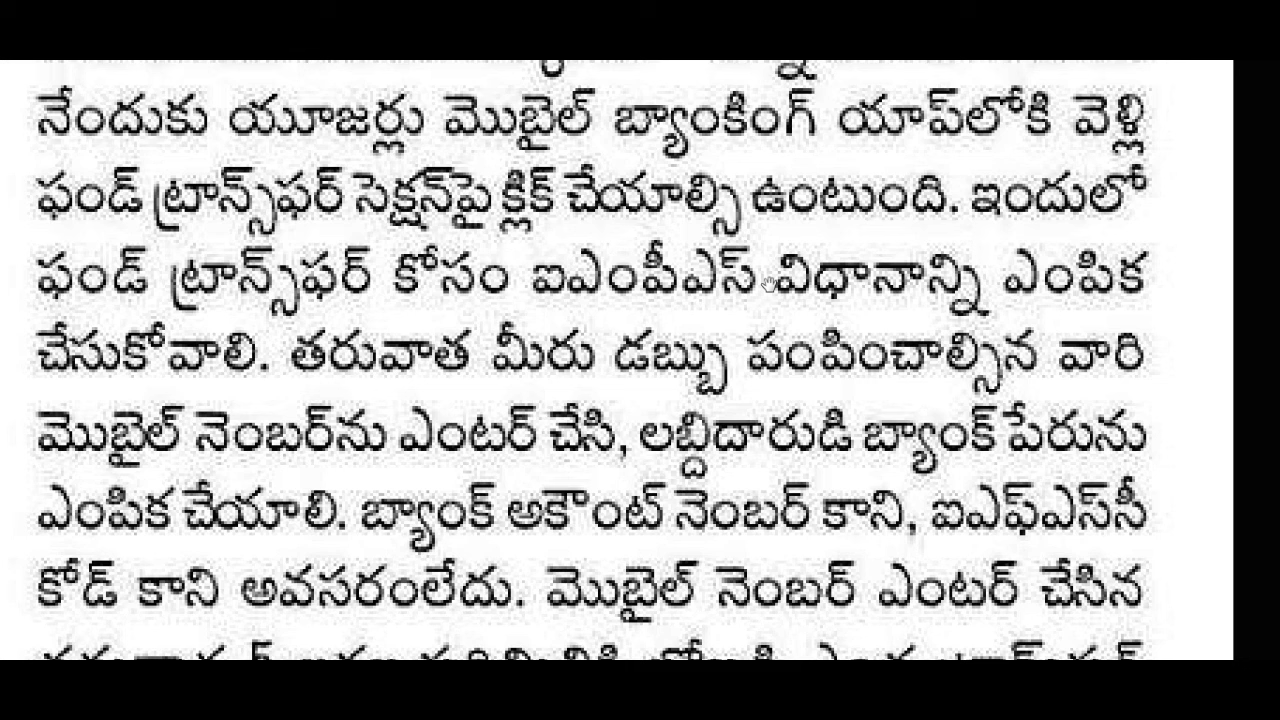 నేందుకు యూజర్లు మొబైల్ బ్యాంకింగ్ యాప్‌లోకి వెళ్లి
ఫండ్ ట్రాన్స్‌ఫర్ సెక్షన్‌పై క్లిక్ చేయాల్సి ఉంటుంది. ఇందులో
ఫండ్ ట్రాన్స్‌ఫర్ కోసం ఐఎంపీఎస్ విధానాన్ని ఎంపిక
చేసుకోవాలి. తరువాత మీరు డబ్బు పంపించాల్సిన వారి
మొబైల్ నెంబర్‌ను ఎంటర్ చేసి, లబ్దిదారుడి బ్యాంక్ పేరును
ఎంపిక చేయాలి. బ్యాంక్ అకౌంట్ నెంబర్ కాని, ఐఎఫ్ఎస్‌సీ
కోడ్ కాని అవసరంలేదు. మొబైల్ నెంబర్ ఎంటర్ చేసిన